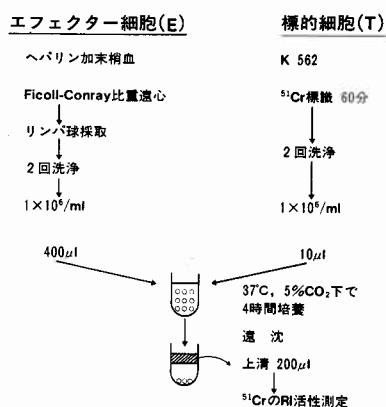 エフェクター細胞(E)
ヘパリン加末梢血
Ficoll-Conray比重遠心
リンパ球採取
2回洗浄
1×10⁶/ml
400μl
標的細胞(T)
K 562
⁵¹Cr標識 60分
2回洗浄
1×10⁶/ml
10μl
37℃, 5%CO₂下で
4時間培養
遠 沈
上清 200μl
⁵¹CrのRI活性測定